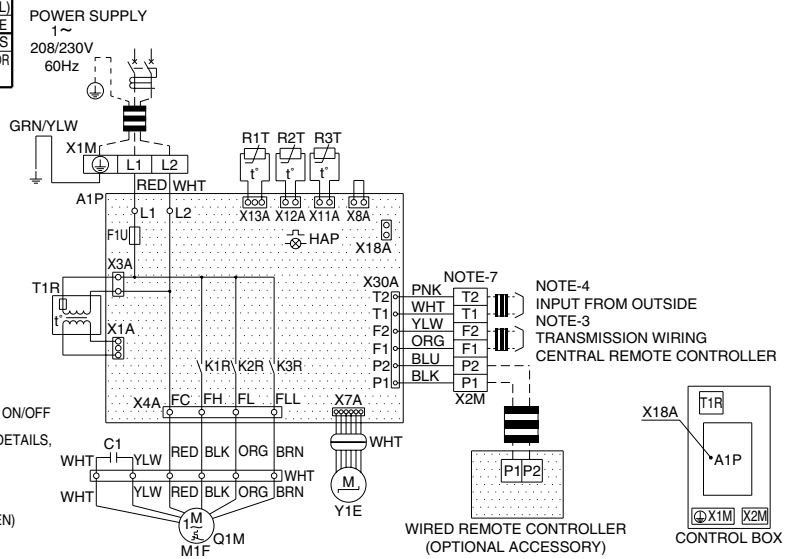 L)
E
S
OR
POWER SUPPLY
1~
208/230V
60Hz
GRN/YLW
X1M
L1 L2
RED WHT
A1P
L1 L2
F1U
X3A
T1R
t°
X1A
R1T R2T R3T
t° t° t°
X13A X12A X11A X8A
HAP
X18A
X30A
NOTE-7
T2 PNK T2
T1 WHT T1
F2 YLW F2
F1 ORG F1
P2 BLU P2
P1 BLK P1
X2M
NOTE-4
INPUT FROM OUTSIDE
NOTE-3
TRANSMISSION WIRING
CENTRAL REMOTE CONTROLLER
K1R K2R K3R
X4A FC FH FL FLL
X7A
ON/OFF
DETAILS,
EN)
C1
WHT YLW RED BLK ORG BRN
WHT
WHT YLW RED BLK ORG BRN
M
1~
Q1M
M1F
WHT
M
Y1E
P1 P2
WIRED REMOTE CONTROLLER
(OPTIONAL ACCESSORY)
T1R
X18A
A1P
X1M X2M
CONTROL BOX